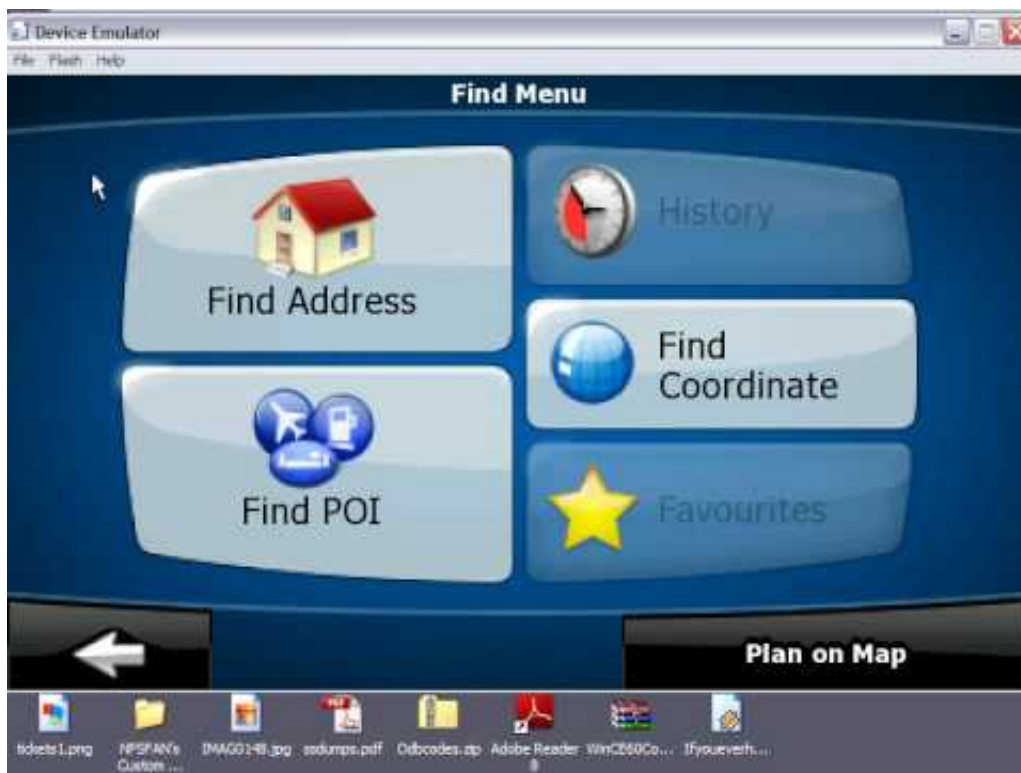 Device Emulator
File Flash Help
Find Menu
Find Address
History
Find
Coordinate
Find POI
Favourites
Plan on Map
tickets1.png
NFSFAN's
Custom ...
IMAG0148.jpg
ssdumps.pdf
Odbcodes.zip
Adobe Reader
WinCE60Co...
Ifyoueverh...